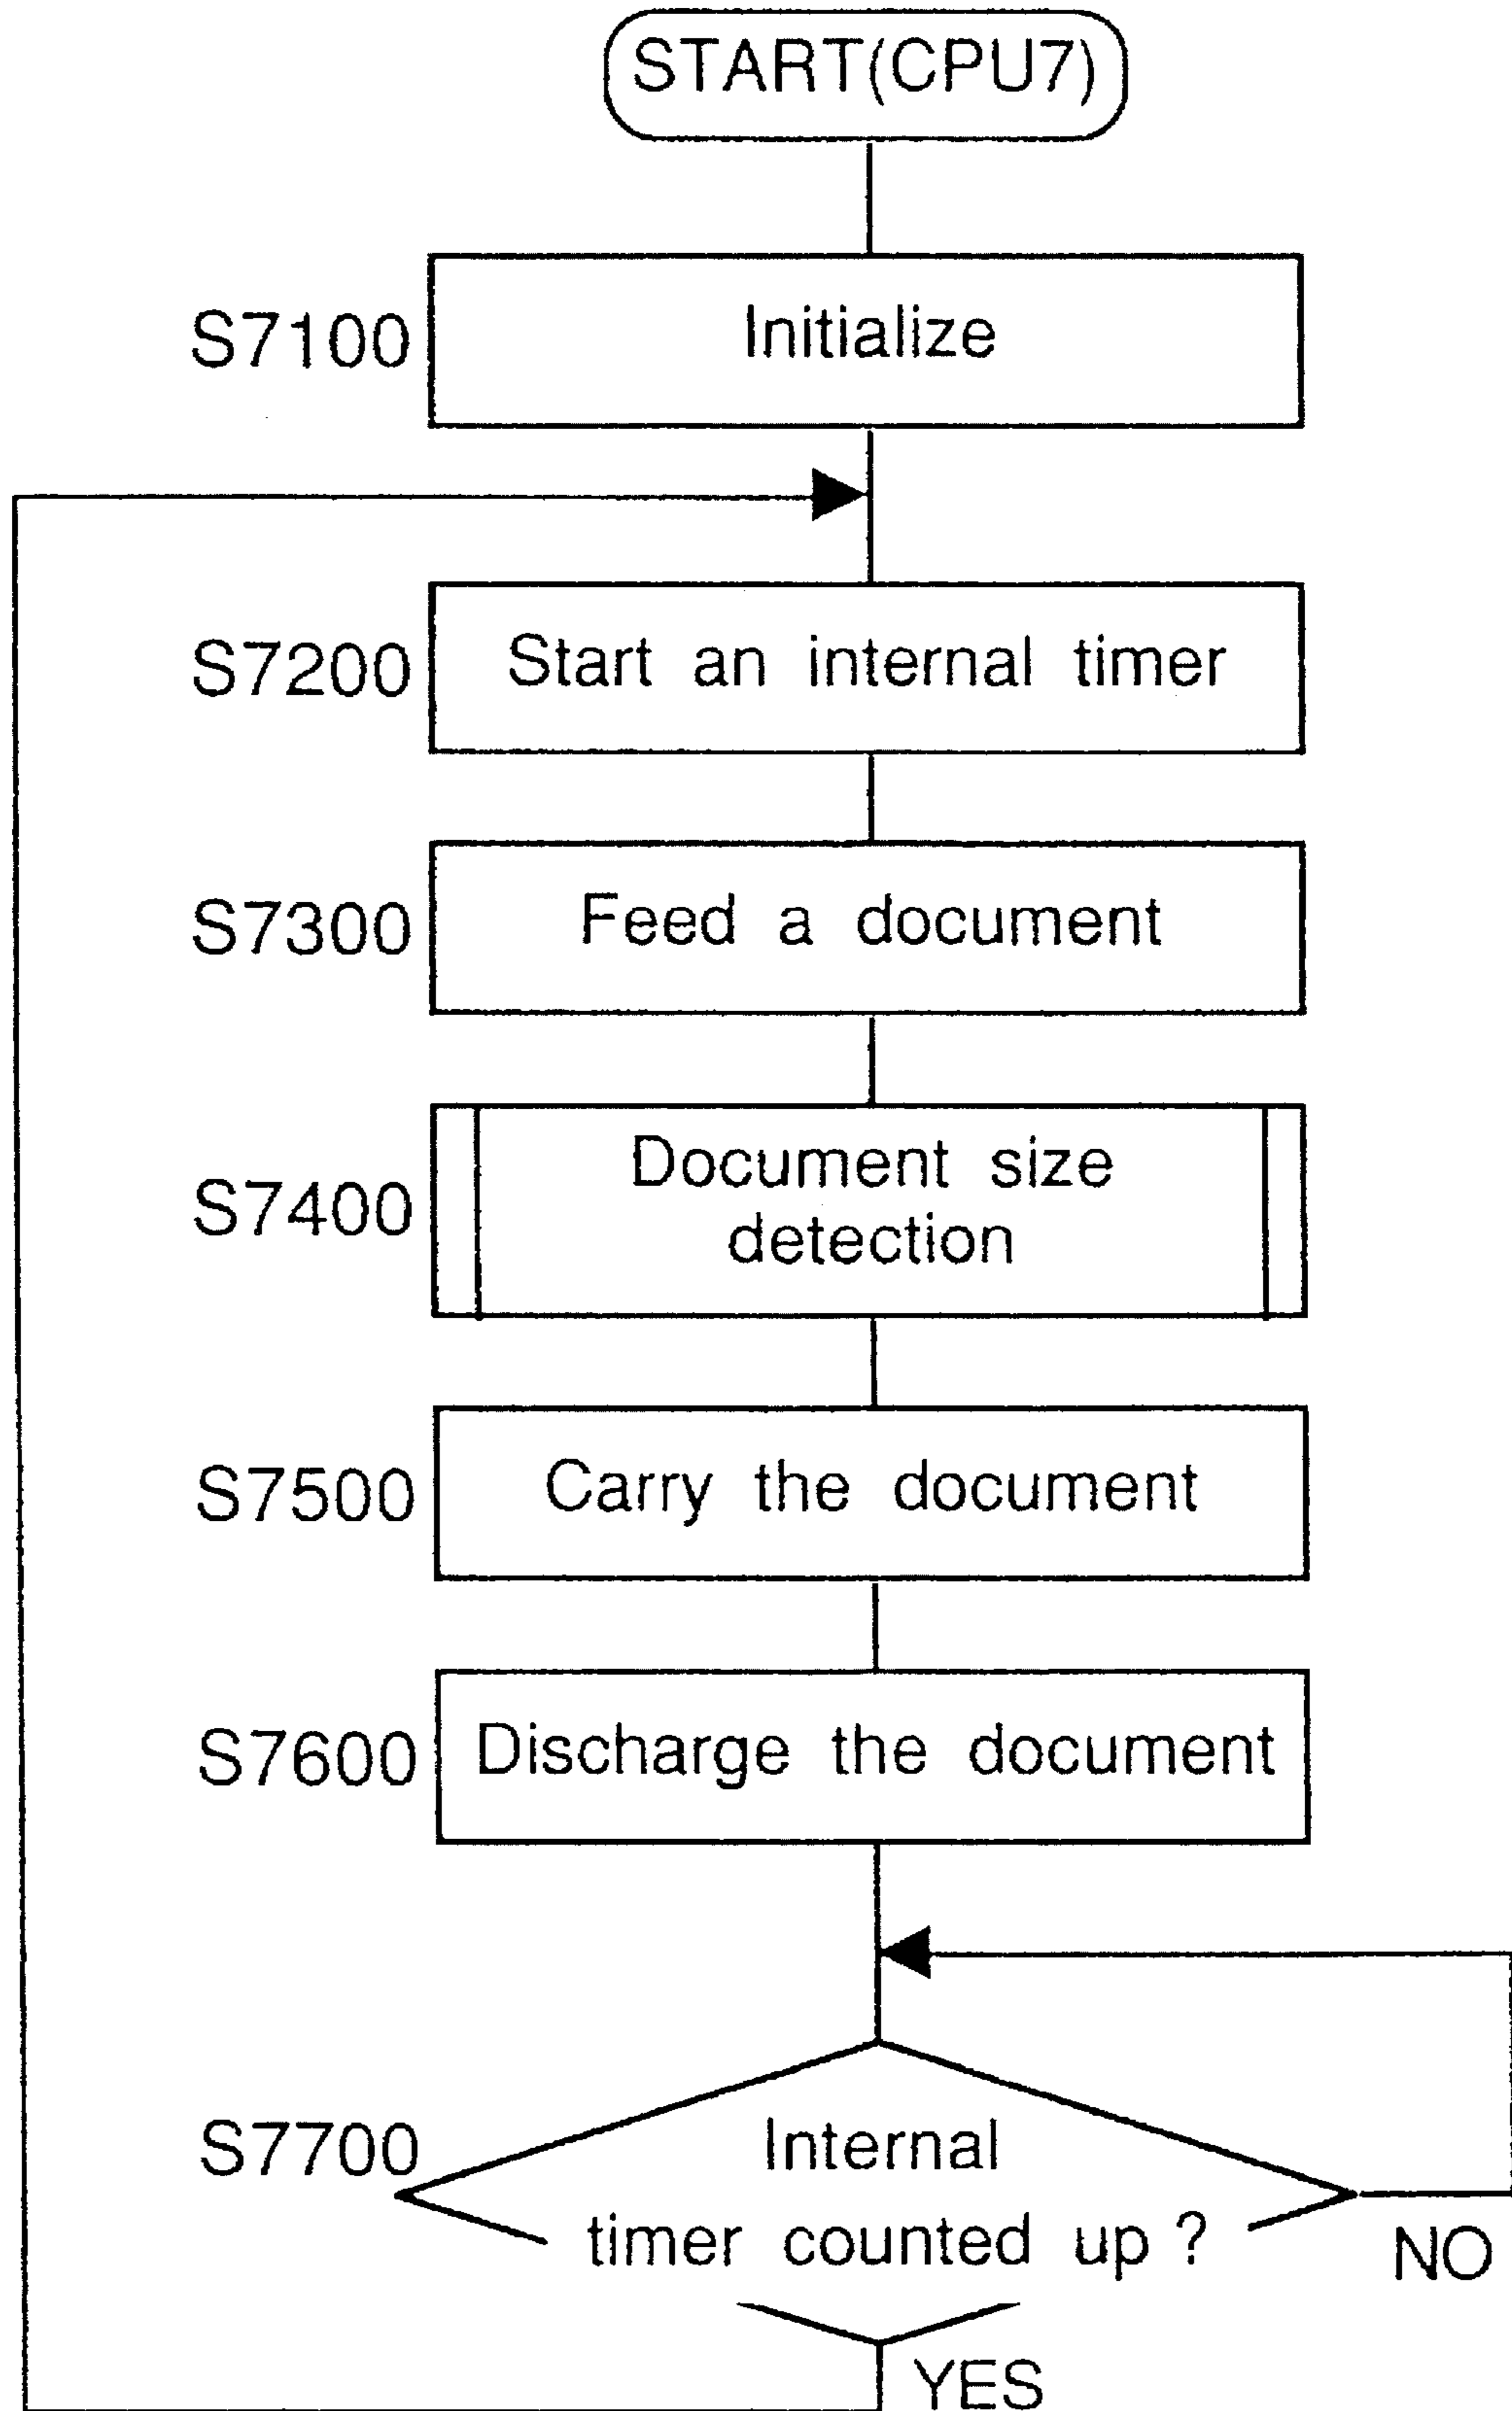 START(CPU7)
S7100
Initialize
S7200
Start an internal timer
S7300
Feed a document
S7400
Document size
detection
S7500
Carry the document
S7600
Discharge the document
S7700
Internal
timer counted up ?
NO
YES